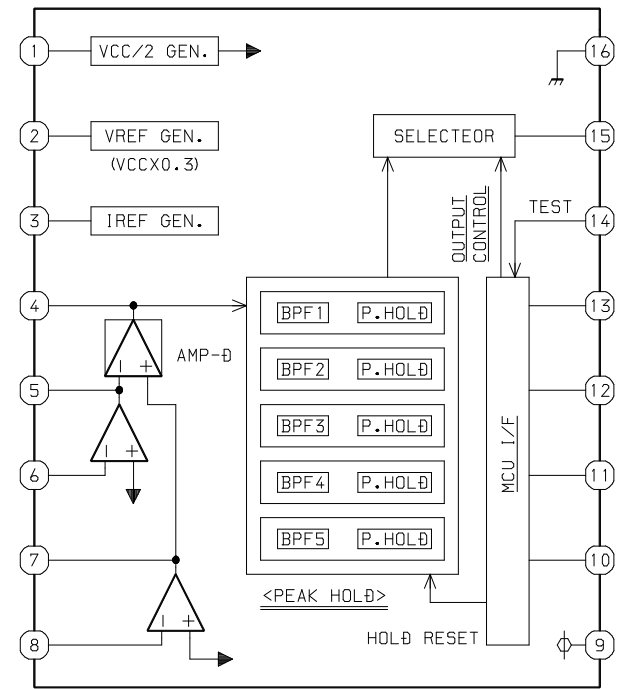 1
VCC/2 GEN.
16
2
VREF GEN.
(VCCX0.3)
SELECTEOR
15
3
IREF GEN.
OUTPUT
CONTROL
TEST
14
4
BPF1 P.HOLD
13
AMP-D
- +
5
BPF2 P.HOLD
12
BPF3 P.HOLD
MCU I/F
- +
6
BPF4 P.HOLD
11
7
BPF5 P.HOLD
10
<PEAK HOLD>
- +
8
HOLD RESET
9